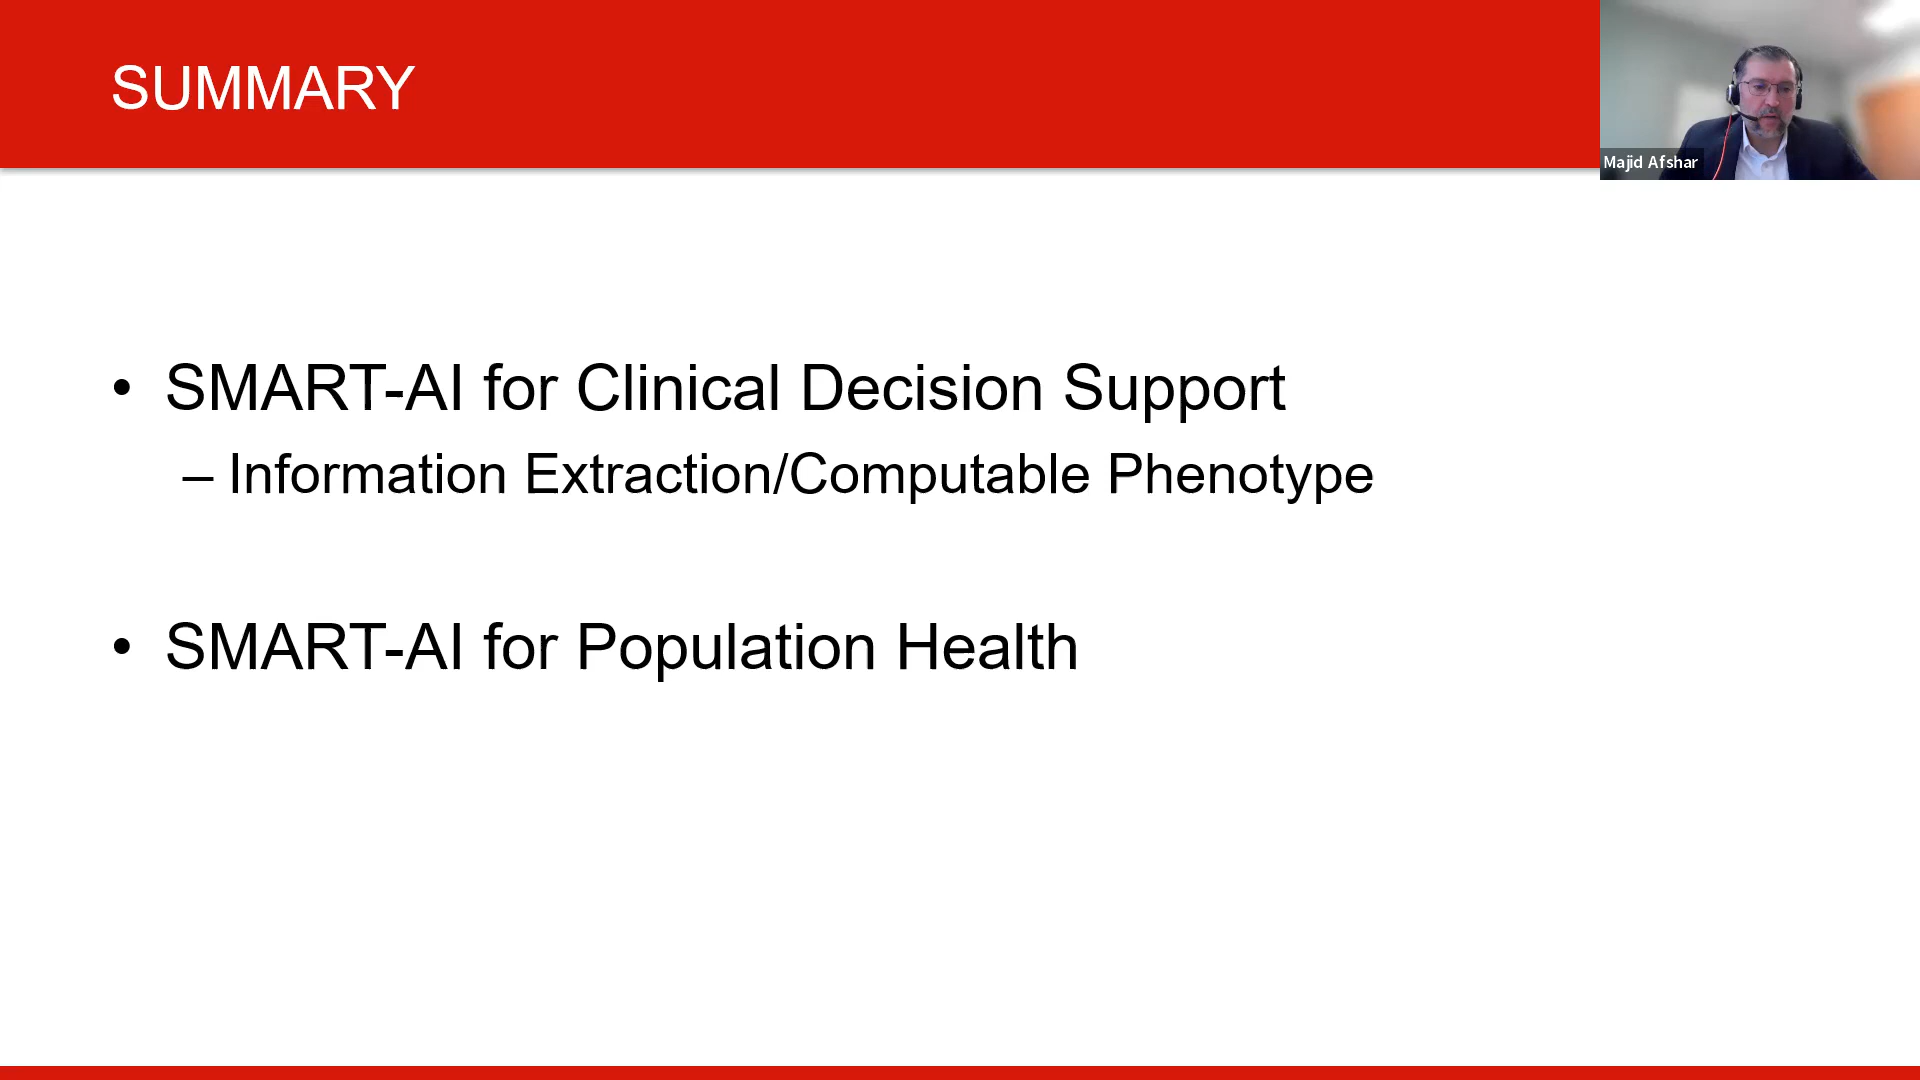 SUMMARY
Majid Afshar
• SMART-AI for Clinical Decision Support
– Information Extraction/Computable Phenotype
• SMART-AI for Population Health